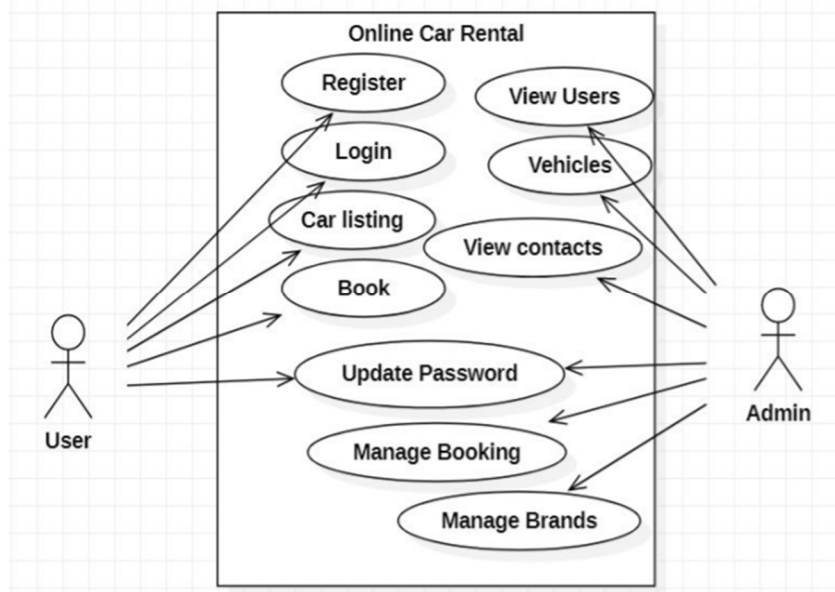 Online Car Rental
Register
View Users
Login
Vehicles
Car listing
View contacts
Book
Update Password
User
Admin
Manage Booking
Manage Brands